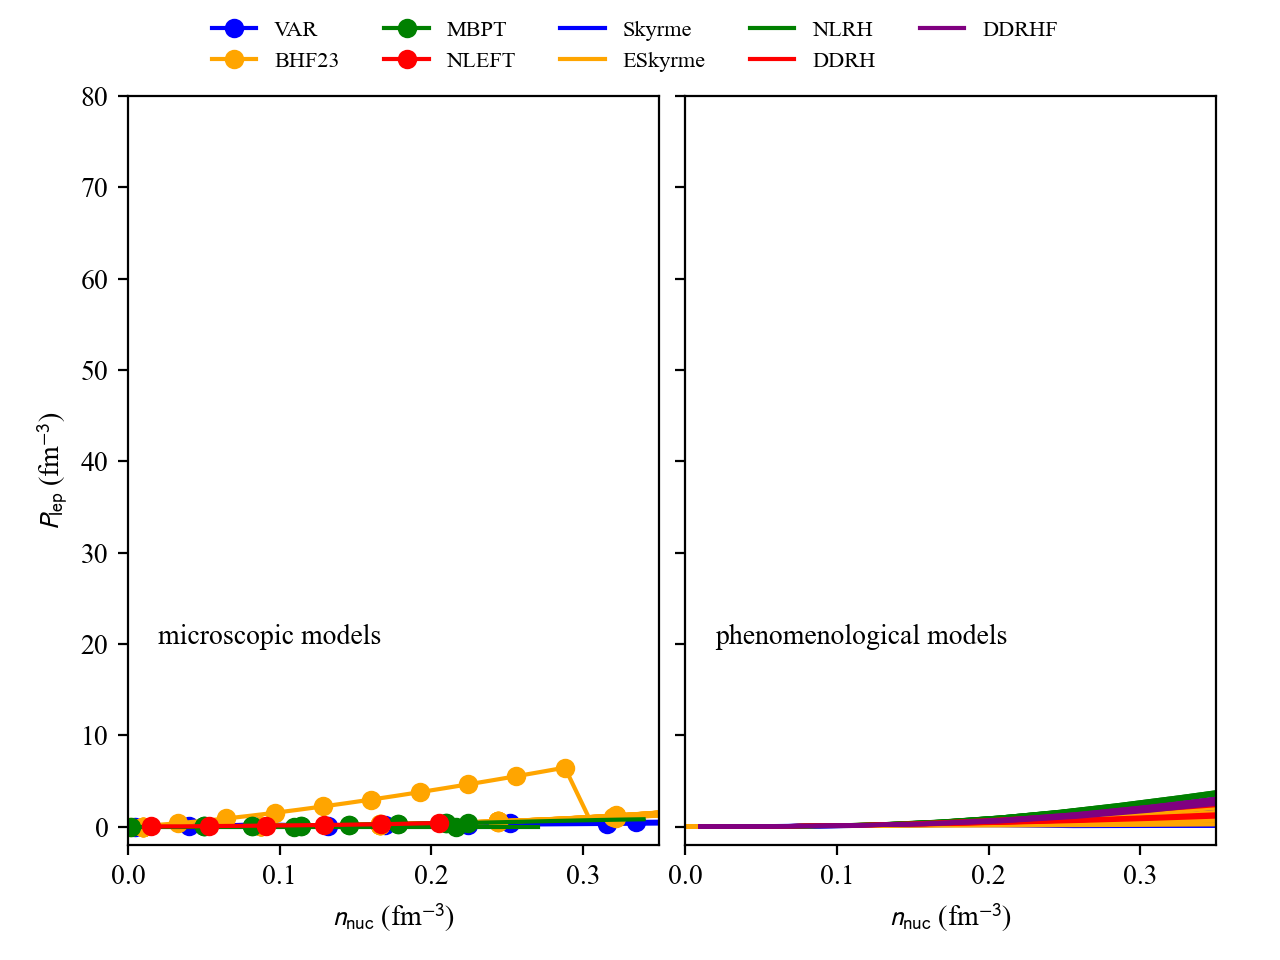 VAR MBPT Skyrme NLRH DDRHF
BHF23 NLEFT ESkyrme DDRH
80
70
60
50
40
30
20
10
0
P_lep (fm⁻³)
microscopic models
phenomenological models
0.0 0.1 0.2 0.3 0.0 0.1 0.2 0.3
n_nuc (fm⁻³) n_nuc (fm⁻³)